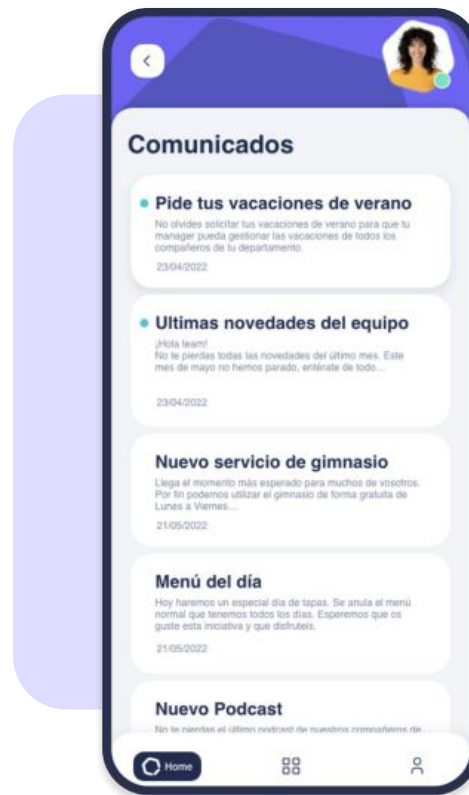 Comunicados
Pide tus vacaciones de verano
No olvides solicitar tus vacaciones de verano para que tu
manager pueda gestionar las vacaciones de todos los
compañeros de tu departamento.
23/04/2022
Ultimas novedades del equipo
¡Hola team!
No te pierdas todas las novedades del último mes. Este
mes de mayo no hemos parado, entérate de todo...
23/04/2022
Nuevo servicio de gimnasio
Llega el momento más esperado para muchos de vosotros.
Por fin podemos utilizar el gimnasio de forma gratuita de
Lunes a Viernes...
21/05/2022
Menú del día
Hoy haremos un especial día de tapas. Se anula el menú
normal que tenemos todos los días. Esperemos que os
guste esta iniciativa y que disfruteis.
21/05/2022
Nuevo Podcast
No te pierdas el último podcast de nuestros compañeros de
Home